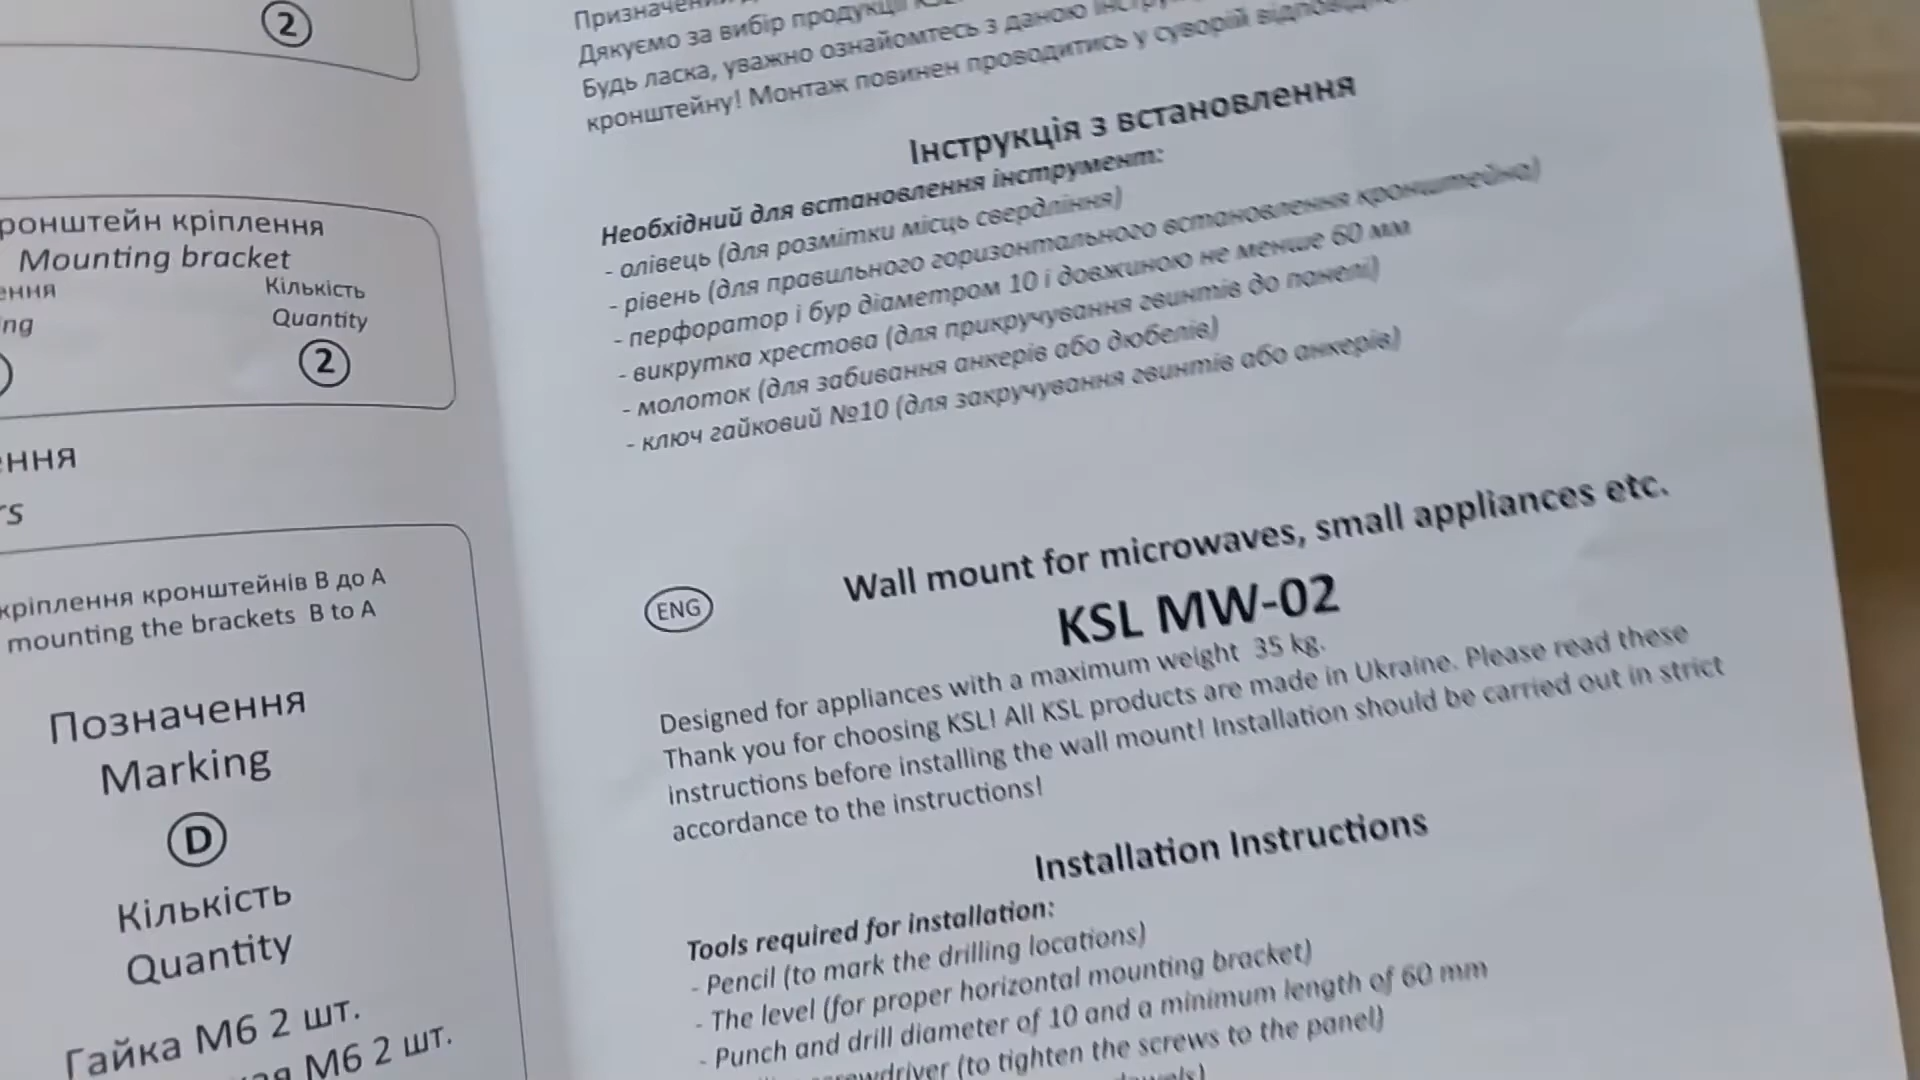 2
кронштейн кріплення
Mounting bracket
Кількість
Quantity
2
кріплення кронштейнів B до A
mounting the brackets B to A
Позначення
Marking
D
Кількість
Quantity
Гайка М6 2 шт.
М6 2 шт.
Дякуємо за вибір продукції
Будь ласка, уважно ознайомтесь з даною
кронштейну! Монтаж повинен проводитись у суворій
Інструкція з встановлення
Необхідний для встановлення інструмент:
- олівець (для розмітки місць свердління)
- рівень (для правильного горизонтального встановлення кронштейна)
- перфоратор і бур діаметром 10 і довжиною не менше 60 мм
- викрутка хрестова (для прикручування гвинтів до панелі)
- молоток (для забивання анкерів або дюбелів)
- ключ гайковий №10 (для закручування гвинтів або анкерів)
ENG
Wall mount for microwaves, small appliances etc.
KSL MW-02
Designed for appliances with a maximum weight 35 kg.
Thank you for choosing KSL! All KSL products are made in Ukraine. Please read these
instructions before installing the wall mount! Installation should be carried out in strict
accordance to the instructions!
Installation Instructions
Tools required for installation:
- Pencil (to mark the drilling locations)
- The level (for proper horizontal mounting bracket)
- Punch and drill diameter of 10 and a minimum length of 60 mm
(to tighten the screws to the panel)